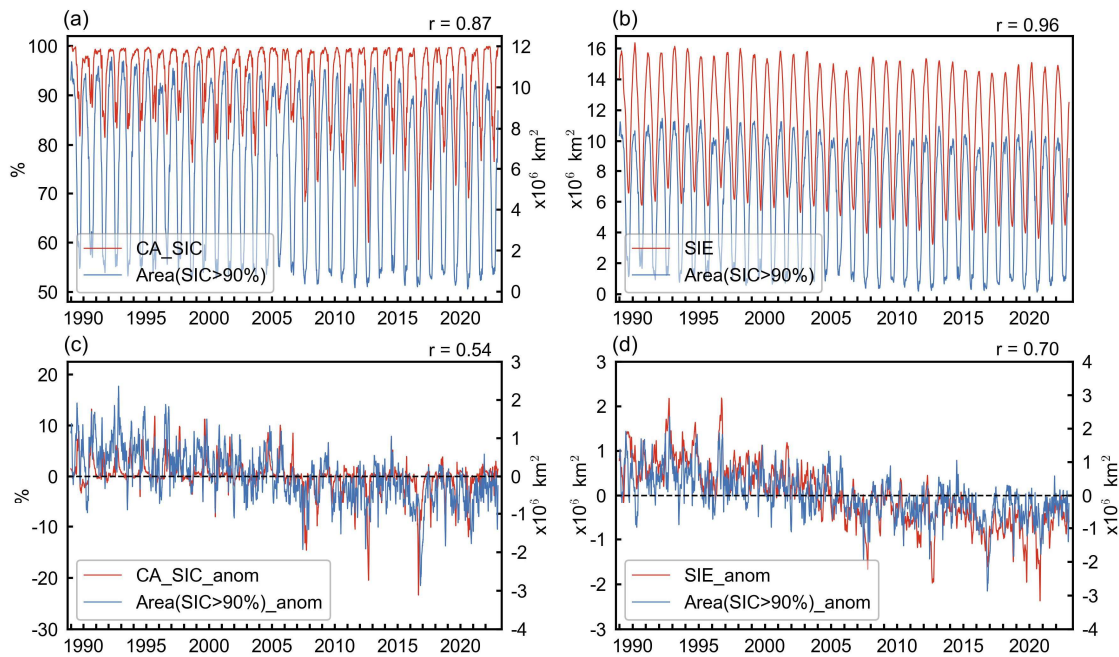 (a)
r = 0.87
100
90
80
70
60
50
%
12
10
8
6
4
2
0
x10⁶ km²
CA_SIC
Area(SIC>90%)
1990 1995 2000 2005 2010 2015 2020
(b)
r = 0.96
16
14
12
10
8
6
4
2
0
x10⁶ km²
SIE
Area(SIC>90%)
1990 1995 2000 2005 2010 2015 2020
(c)
r = 0.54
20
10
0
-10
-20
-30
%
3
2
1
0
-1
-2
-3
-4
x10⁶ km²
CA_SIC_anom
Area(SIC>90%)_anom
1990 1995 2000 2005 2010 2015 2020
(d)
r = 0.70
3
2
1
0
-1
-2
-3
x10⁶ km²
4
3
2
1
0
-1
-2
-3
-4
x10⁶ km²
SIE_anom
Area(SIC>90%)_anom
1990 1995 2000 2005 2010 2015 2020